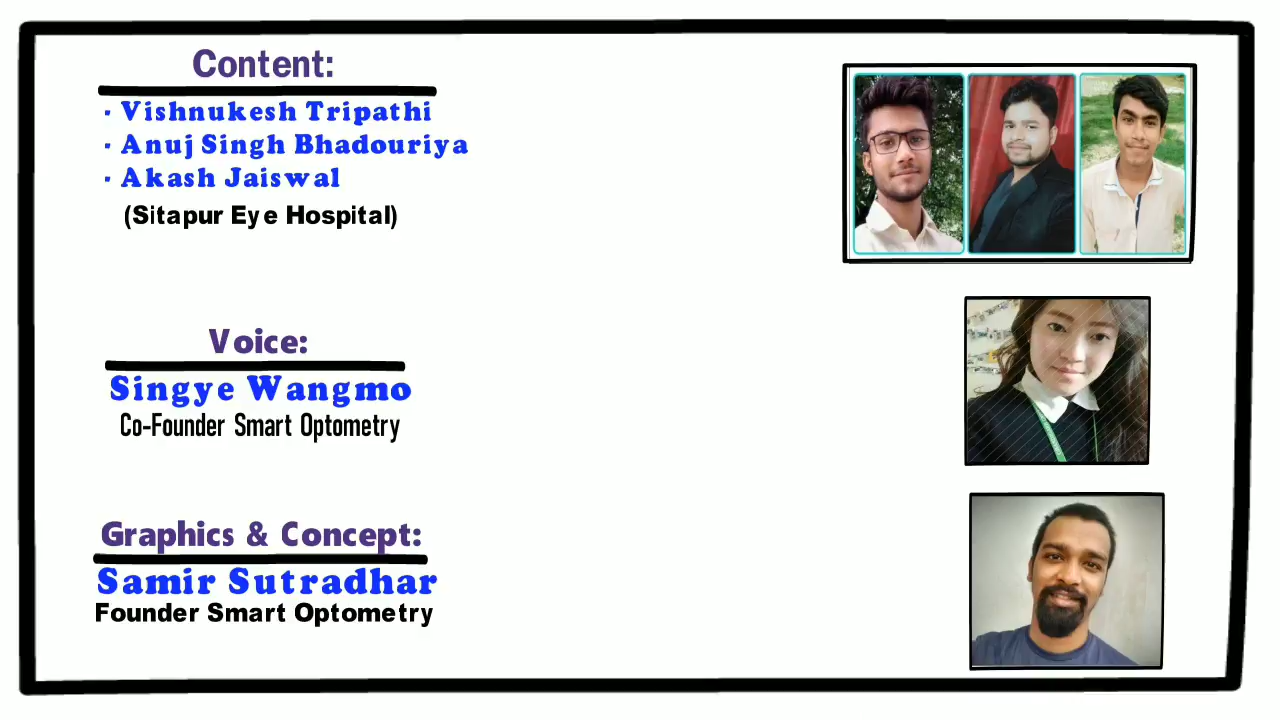 Content:
· Vishnukesh Tripathi
· Anuj Singh Bhadouriya
· Akash Jaiswal
(Sitapur Eye Hospital)
Voice:
Singye Wangmo
Co-Founder Smart Optometry
Graphics & Concept:
Samir Sutradhar
Founder Smart Optometry